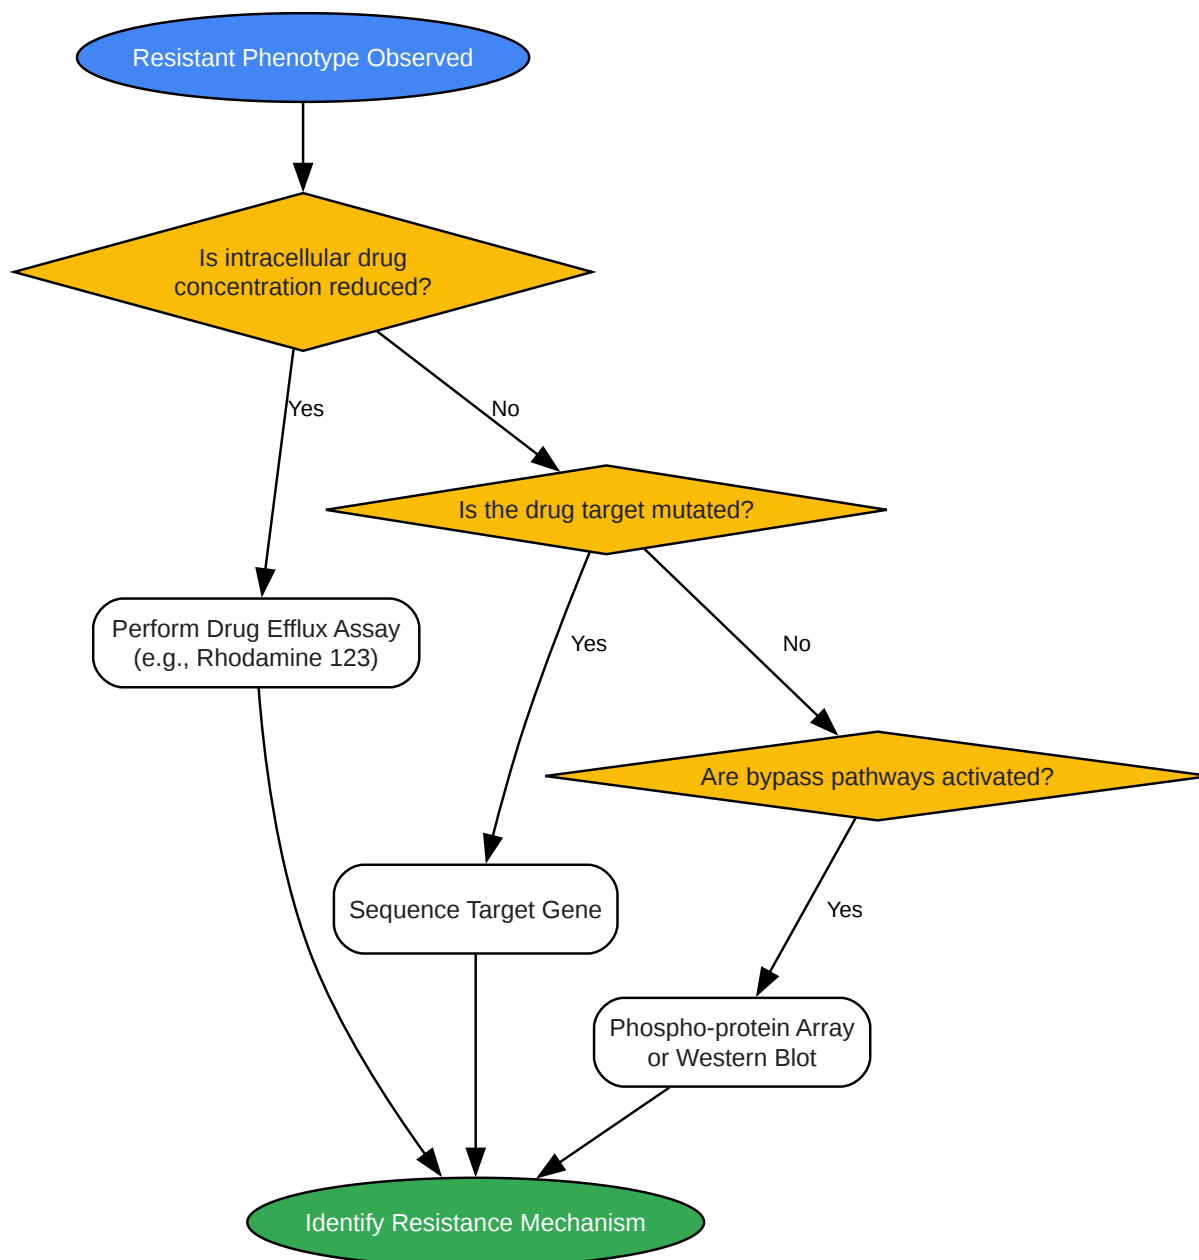 Resistant Phenotype Observed
Is intracellular drug
concentration reduced?
Yes
No
Is the drug target mutated?
Perform Drug Efflux Assay
(e.g., Rhodamine 123)
Yes
No
Are bypass pathways activated?
Sequence Target Gene
Yes
Phospho-protein Array
or Western Blot
Identify Resistance Mechanism